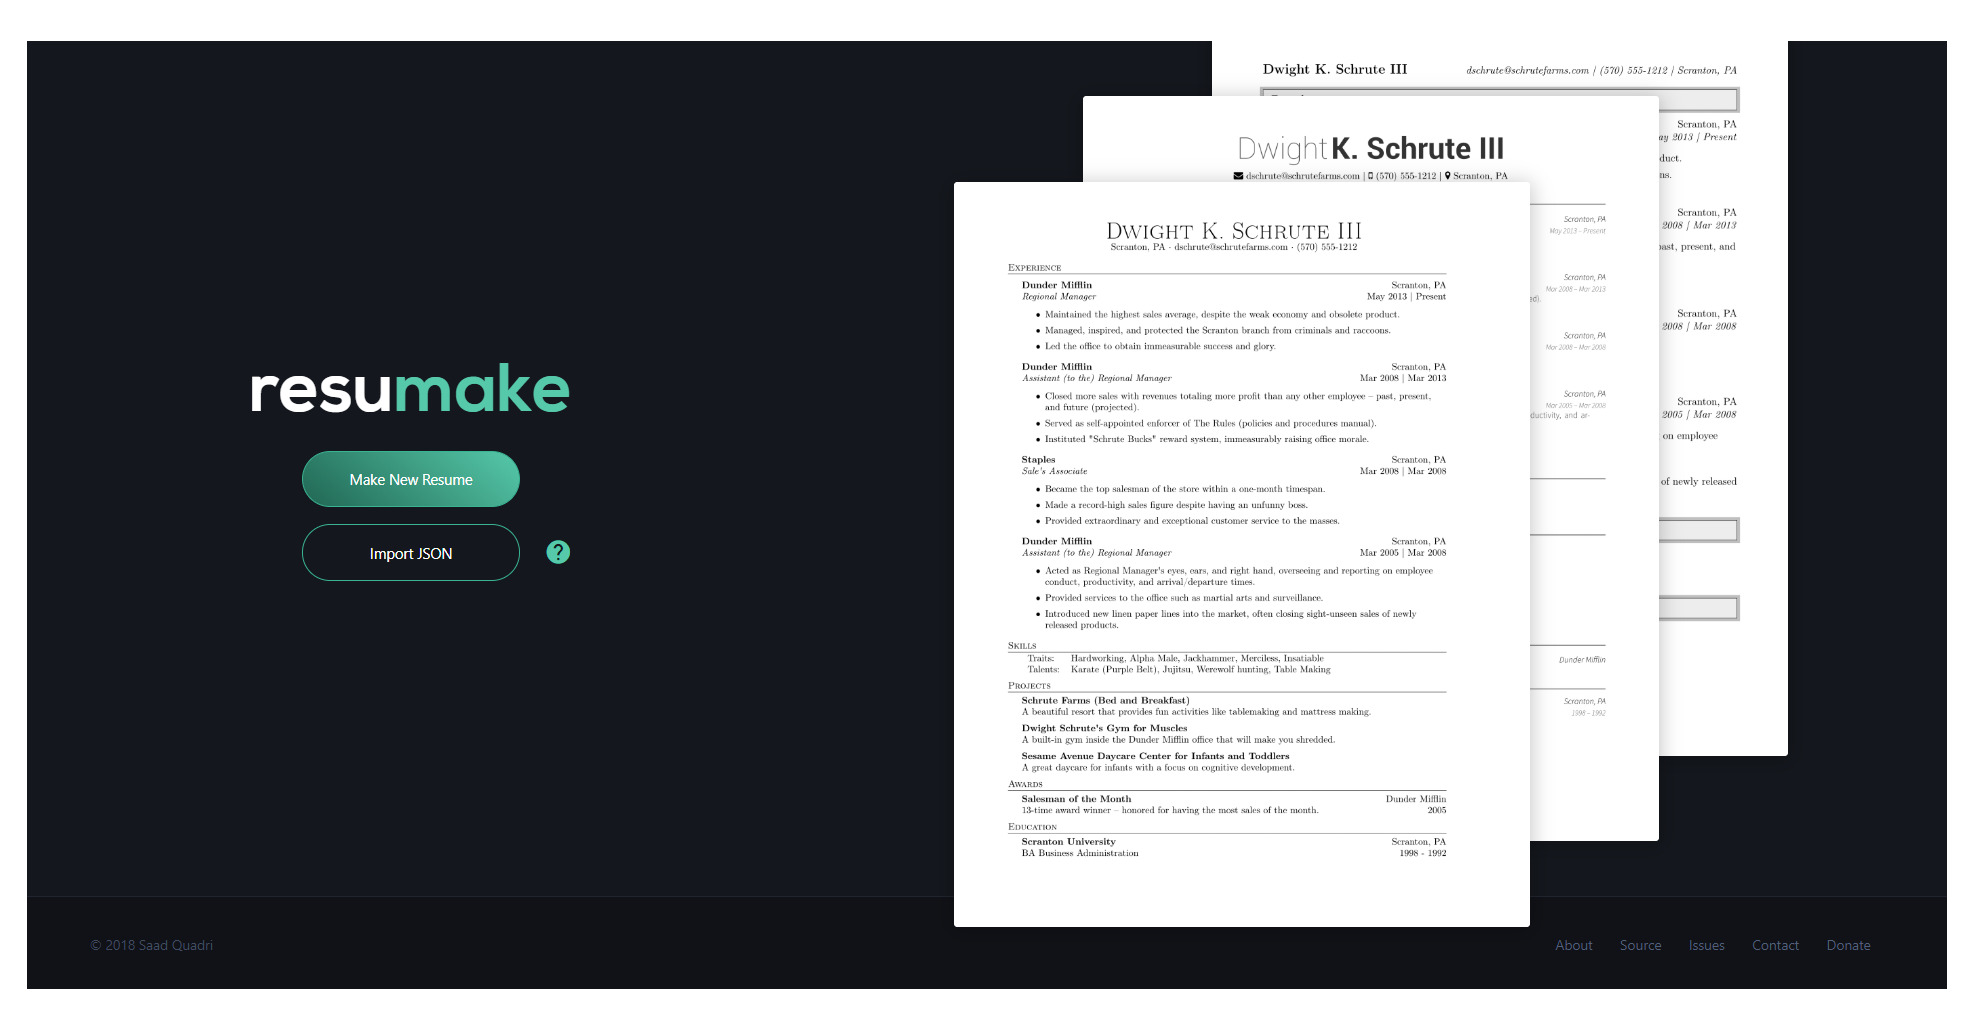 resumake
Make New Resume
Import JSON
?
Dwight K. Schrute III
dschrute@schrutefarms.com | (570) 555-1212 | Scranton, PA
Scranton, PA
ay 2013 | Present
duct.
ns.
Scranton, PA
2008 | Mar 2013
past, present, and
Scranton, PA
2008 | Mar 2008
Scranton, PA
2005 | Mar 2008
on employee
of newly released
Dwight K. Schrute III
dschrute@schrutefarms.com | (570) 555-1212 | Scranton, PA
Scranton, PA
May 2013 – Present
Scranton, PA
Mar 2008 – Mar 2013
ed).
Scranton, PA
Mar 2008 – Mar 2008
Scranton, PA
Mar 2005 – Mar 2008
ductivity, and ar-
Dunder Mifflin
Scranton, PA
1998 – 1992
Dwight K. Schrute III
Scranton, PA · dschrute@schrutefarms.com · (570) 555-1212
Experience
Dunder Mifflin Scranton, PA
Regional Manager May 2013 | Present
• Maintained the highest sales average, despite the weak economy and obsolete product.
• Managed, inspired, and protected the Scranton branch from criminals and raccoons.
• Led the office to obtain immeasurable success and glory.
Dunder Mifflin Scranton, PA
Assistant (to the) Regional Manager Mar 2008 | Mar 2013
• Closed more sales with revenues totaling more profit than any other employee – past, present,
and future (projected).
• Served as self-appointed enforcer of The Rules (policies and procedures manual).
• Instituted "Schrute Bucks" reward system, immeasurably raising office morale.
Staples Scranton, PA
Sale's Associate Mar 2008 | Mar 2008
• Became the top salesman of the store within a one-month timespan.
• Made a record-high sales figure despite having an unfunny boss.
• Provided extraordinary and exceptional customer service to the masses.
Dunder Mifflin Scranton, PA
Assistant (to the) Regional Manager Mar 2005 | Mar 2008
• Acted as Regional Manager's eyes, ears, and right hand, overseeing and reporting on employee
conduct, productivity, and arrival/departure times.
• Provided services to the office such as martial arts and surveillance.
• Introduced new linen paper lines into the market, often closing sight-unseen sales of newly
released products.
Skills
Traits: Hardworking, Alpha Male, Jackhammer, Merciless, Insatiable
Talents: Karate (Purple Belt), Jujitsu, Werewolf hunting, Table Making
Projects
Schrute Farms (Bed and Breakfast)
A beautiful resort that provides fun activities like tablemaking and mattress making.
Dwight Schrute's Gym for Muscles
A built-in gym inside the Dunder Mifflin office that will make you shredded.
Sesame Avenue Daycare Center for Infants and Toddlers
A great daycare for infants with a focus on cognitive development.
Awards
Salesman of the Month Dunder Mifflin
13-time award winner – honored for having the most sales of the month. 2005
Education
Scranton University Scranton, PA
BA Business Administration 1998 - 1992
© 2018 Saad Quadri
About Source Issues Contact Donate